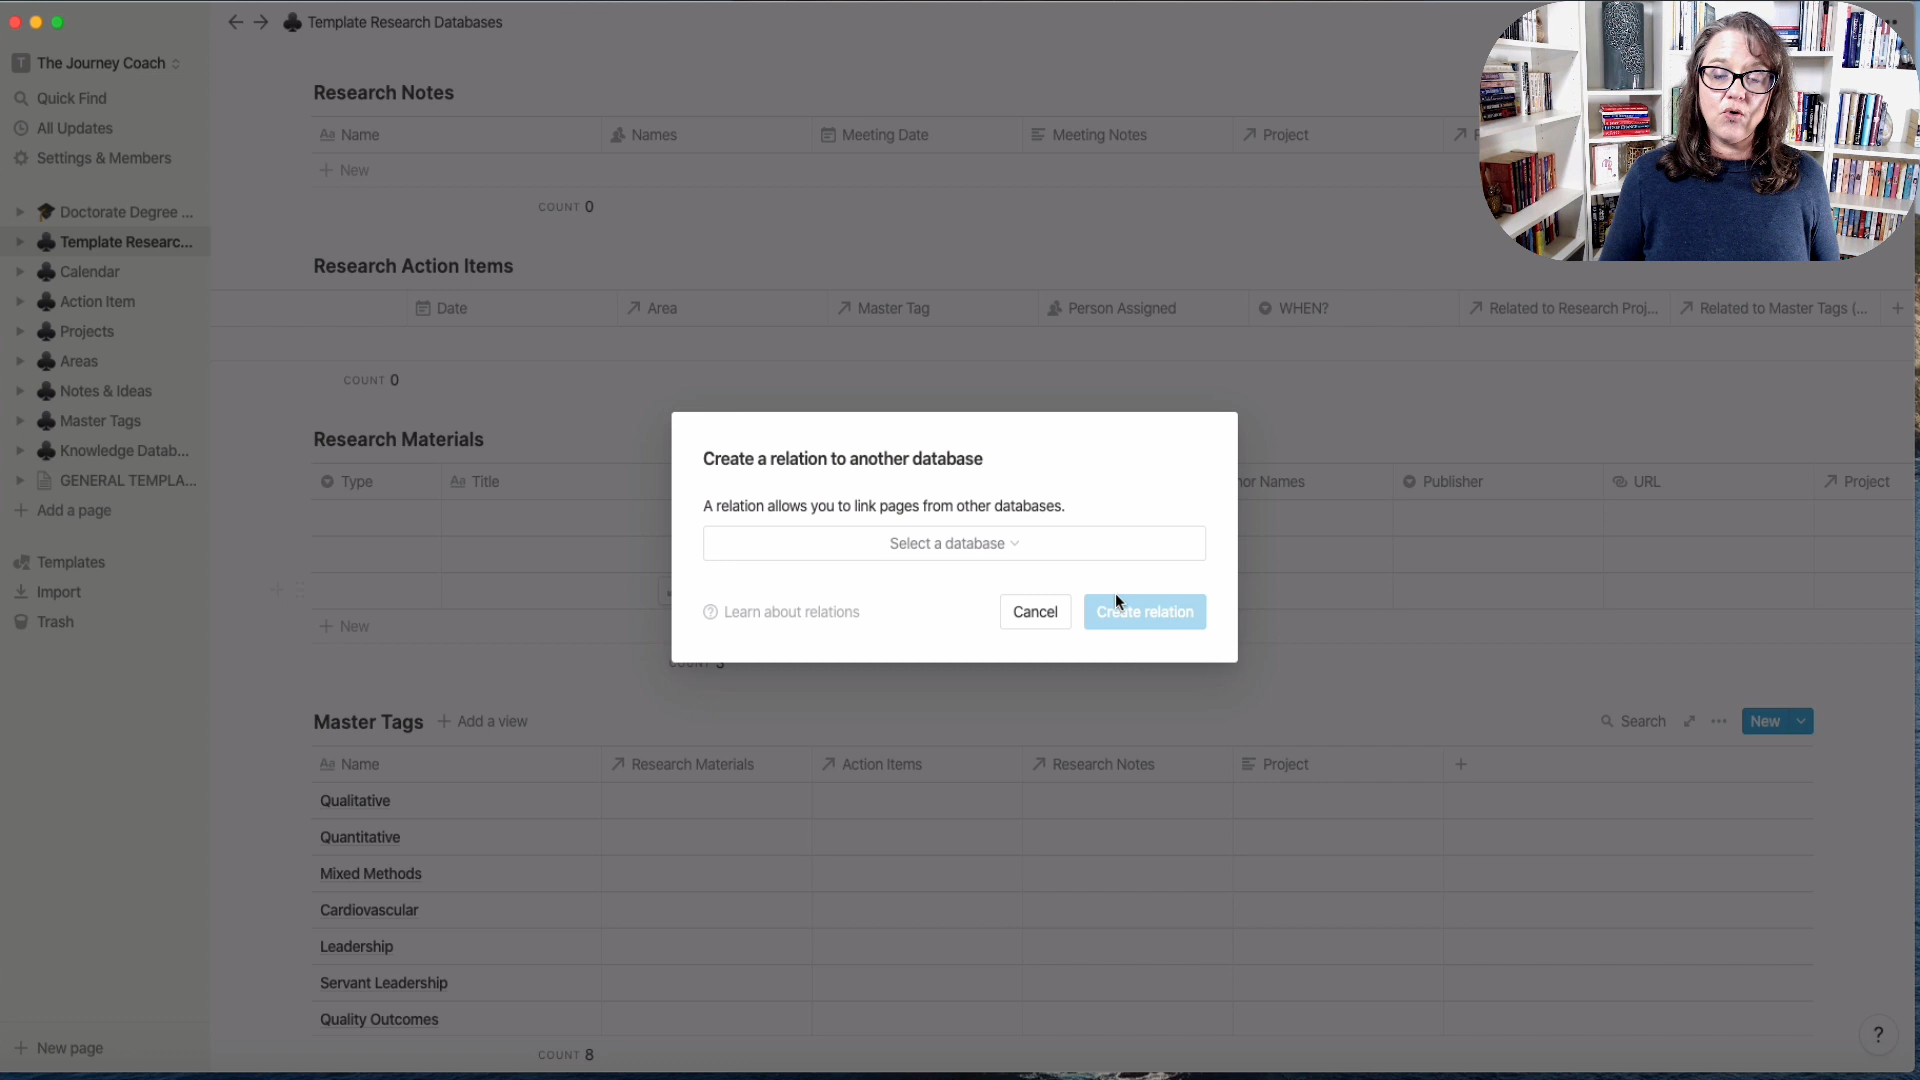 Template Research Databases
T The Journey Coach
Quick Find
All Updates
Settings & Members
Doctorate Degree ...
Template Researc...
Calendar
Action Item
Projects
Areas
Notes & Ideas
Master Tags
Knowledge Datab...
GENERAL TEMPLA...
+ Add a page
Templates
Import
Trash
+ New page
Research Notes
Aa Name
Names
Meeting Date
Meeting Notes
Project
+ New
COUNT 0
Research Action Items
Date
Area
Master Tag
Person Assigned
WHEN?
Related to Research Proj...
Related to Master Tags (...
+
COUNT 0
Research Materials
Type
Aa Title
hor Names
Publisher
URL
Project
+ New
COUNT 3
Create a relation to another database
A relation allows you to link pages from other databases.
Select a database
Learn about relations
Cancel
Create relation
Master Tags
+ Add a view
Search
New
Aa Name
Research Materials
Action Items
Research Notes
Project
+
Qualitative
Quantitative
Mixed Methods
Cardiovascular
Leadership
Servant Leadership
Quality Outcomes
COUNT 8
?